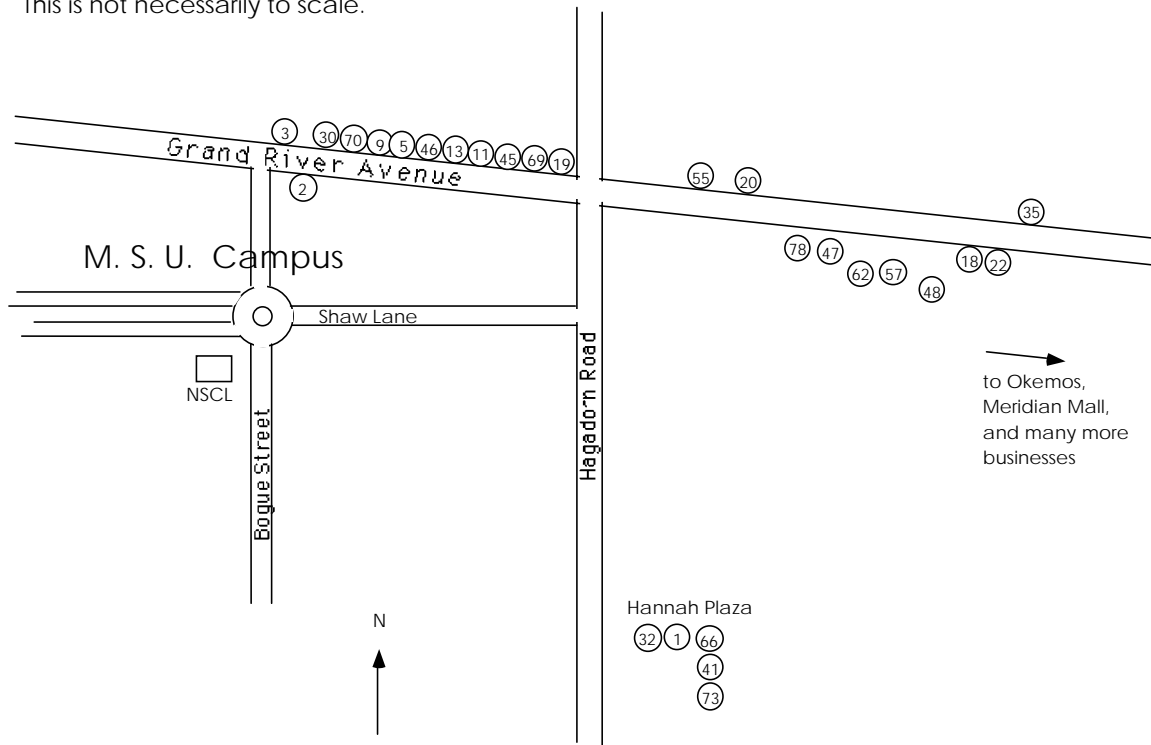 This is not necessarily to scale.
3 30 70 9 5 46 13 11 45 69 19
Grand River Avenue
2
55 20
35
78 47 62 57 48 18 22
M. S. U. Campus
Shaw Lane
NSCL
Bogue Street
Hagadorn Road
to Okemos,
Meridian Mall,
and many more
businesses
N
Hannah Plaza
32 1 66
41
73